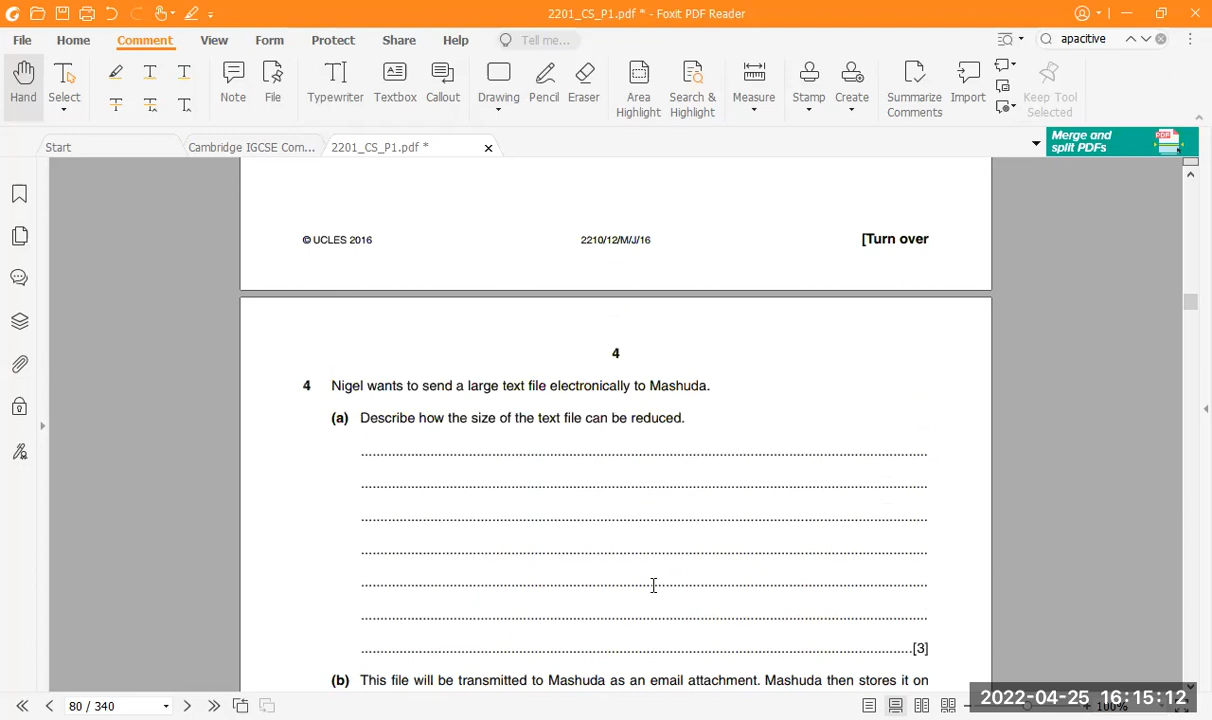 2201_CS_P1.pdf * - Foxit PDF Reader
File Home Comment View Form Protect Share Help Tell me... apacitive
Hand Select Note File Typewriter Textbox Callout Drawing Pencil Eraser Area Highlight Search & Highlight Measure Stamp Create Summarize Comments Import Keep Tool Selected
Start Cambridge IGCSE Com... 2201_CS_P1.pdf * Merge and split PDFs
© UCLES 2016 2210/12/M/J/16 [Turn over
4
4 Nigel wants to send a large text file electronically to Mashuda.
(a) Describe how the size of the text file can be reduced.
[3]
(b) This file will be transmitted to Mashuda as an email attachment. Mashuda then stores it on
80 / 340 100%
2022-04-25 16:15:12